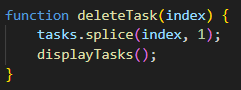 function deleteTask(index) {
    tasks.splice(index, 1);
    displayTasks();
}